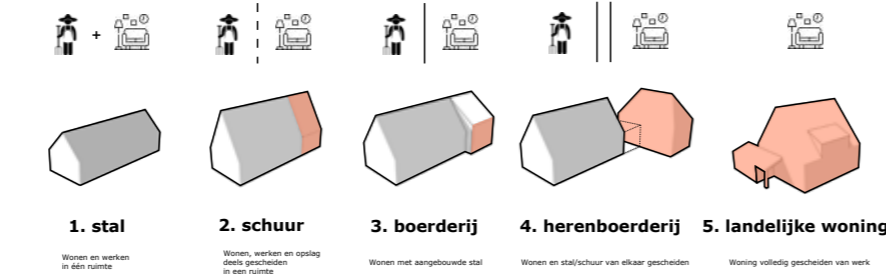 +
1. stal
2. schuur
3. boerderij
4. herenboerderij
5. landelijke woning
Wonen en werken
in één ruimte
Wonen, werken en opslag
deels gescheiden
in een ruimte
Wonen met aangebouwde stal
Wonen en stal/schuur van elkaar gescheiden
Woning volledig gescheiden van werk